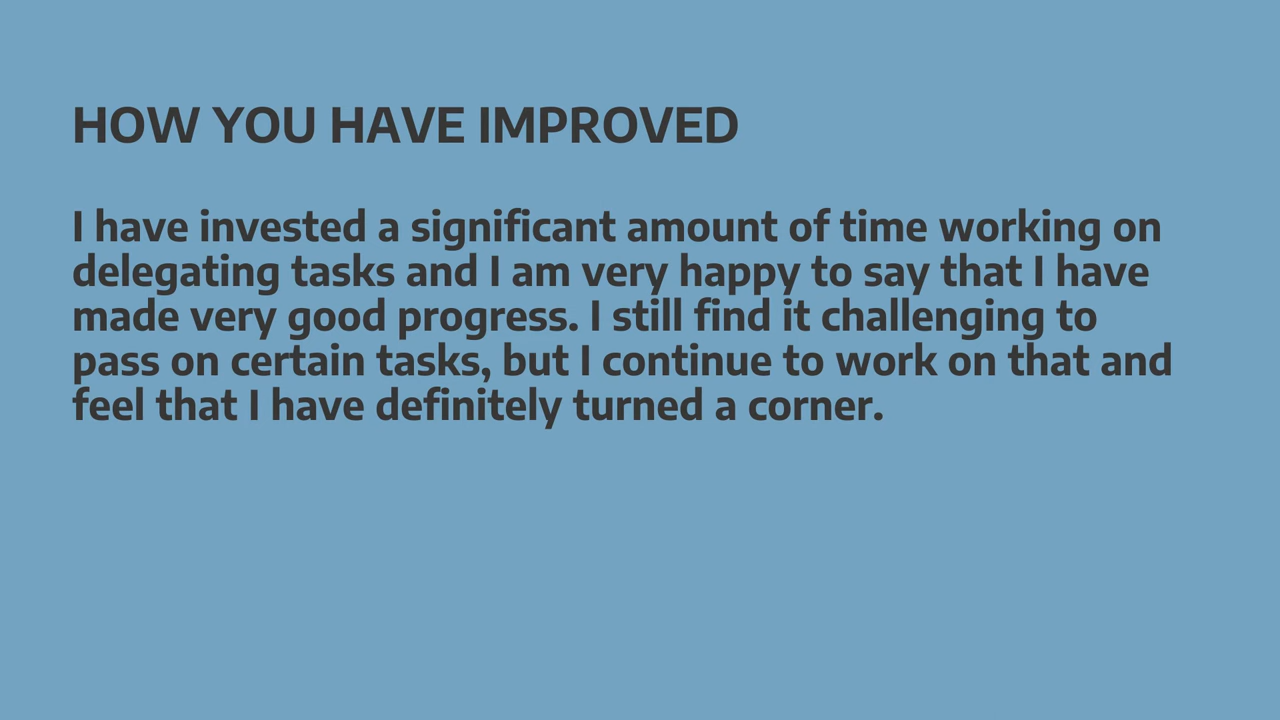 HOW YOU HAVE IMPROVED
I have invested a significant amount of time working on
delegating tasks and I am very happy to say that I have
made very good progress. I still find it challenging to
pass on certain tasks, but I continue to work on that and
feel that I have definitely turned a corner.